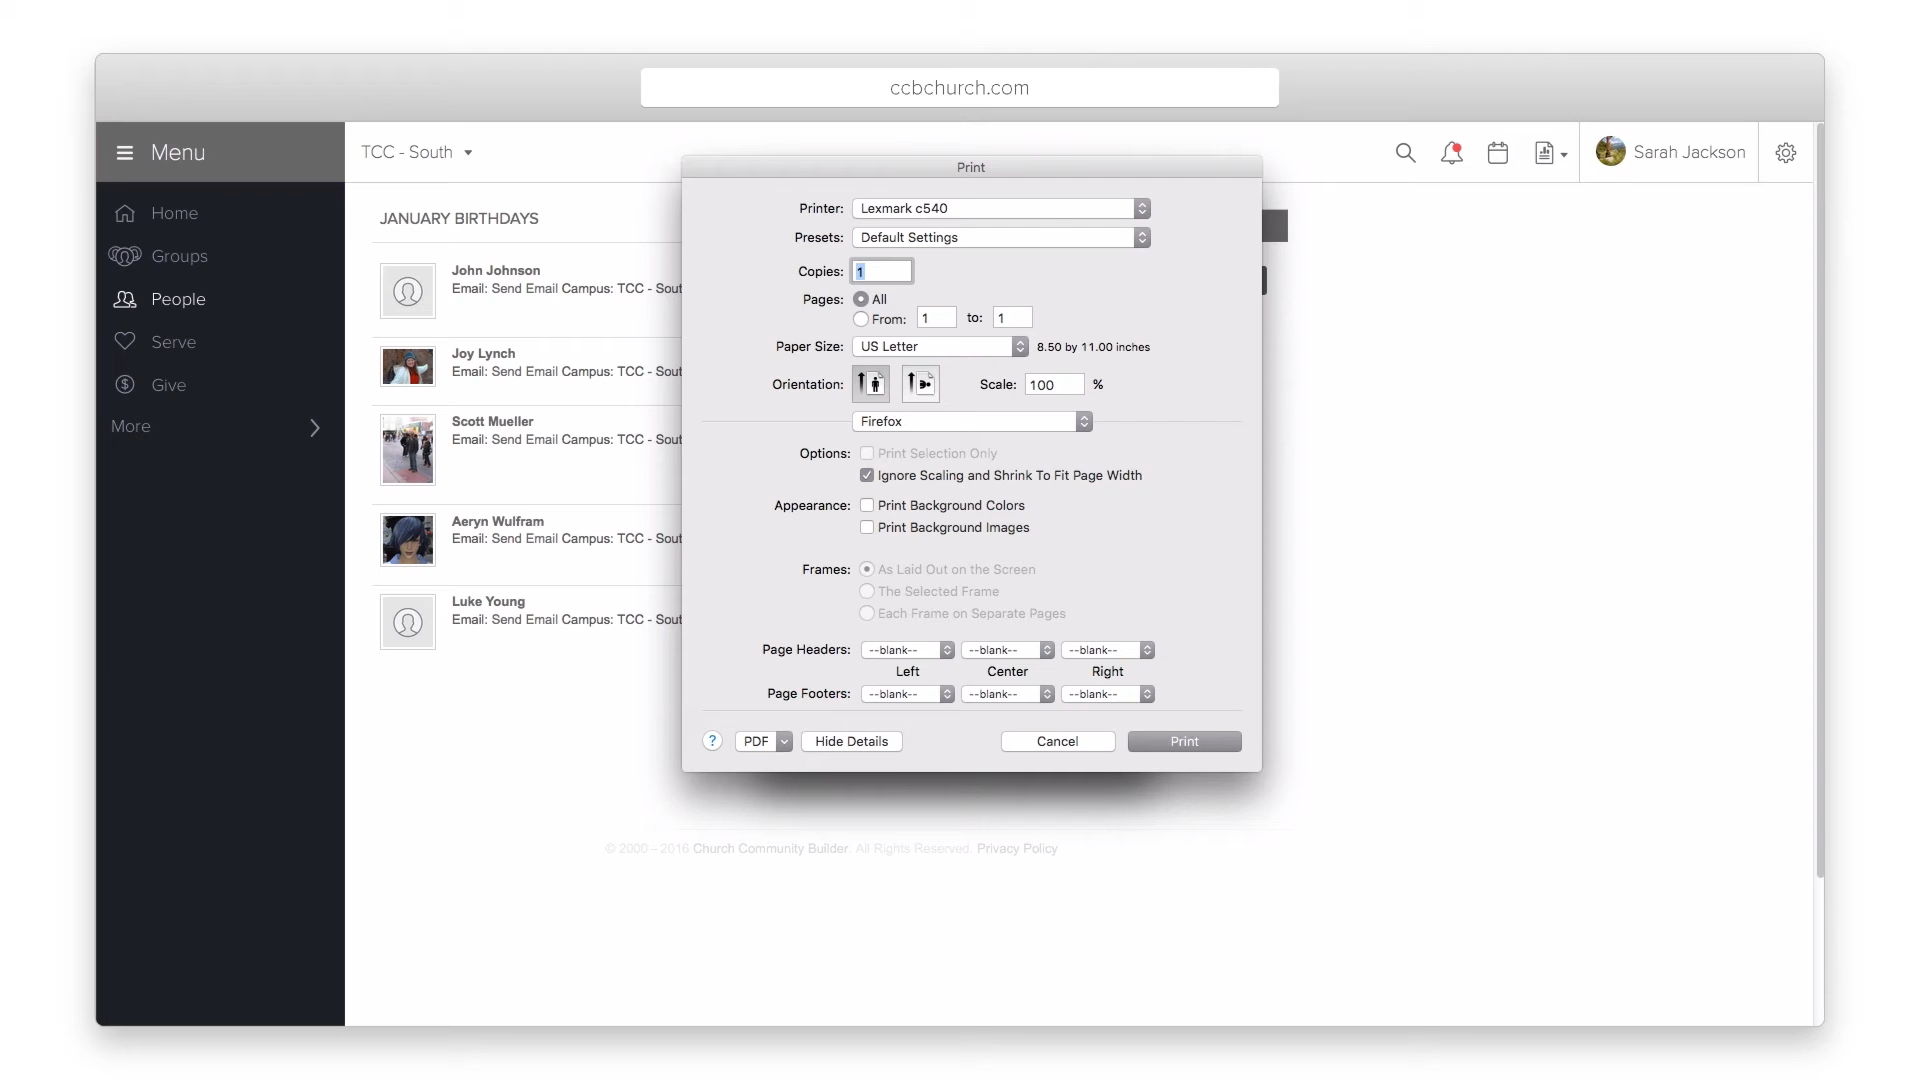 ccbchurch.com
Menu
TCC - South
Sarah Jackson
Home
Groups
People
Serve
Give
More
JANUARY BIRTHDAYS
John Johnson
Email: Send Email Campus: TCC - Sout
Joy Lynch
Email: Send Email Campus: TCC - Sout
Scott Mueller
Email: Send Email Campus: TCC - Sout
Aeryn Wulfram
Email: Send Email Campus: TCC - Sout
Luke Young
Email: Send Email Campus: TCC - Sout
Print
Printer: Lexmark c540
Presets: Default Settings
Copies: 1
Pages: All
From: 1 to: 1
Paper Size: US Letter 8.50 by 11.00 inches
Orientation: Scale: 100 %
Firefox
Options: Print Selection Only
Ignore Scaling and Shrink To Fit Page Width
Appearance: Print Background Colors
Print Background Images
Frames: As Laid Out on the Screen
The Selected Frame
Each Frame on Separate Pages
Page Headers: --blank-- --blank-- --blank--
Left Center Right
Page Footers: --blank-- --blank-- --blank--
? PDF Hide Details Cancel Print
© 2000 – 2016 Church Community Builder. All Rights Reserved. Privacy Policy